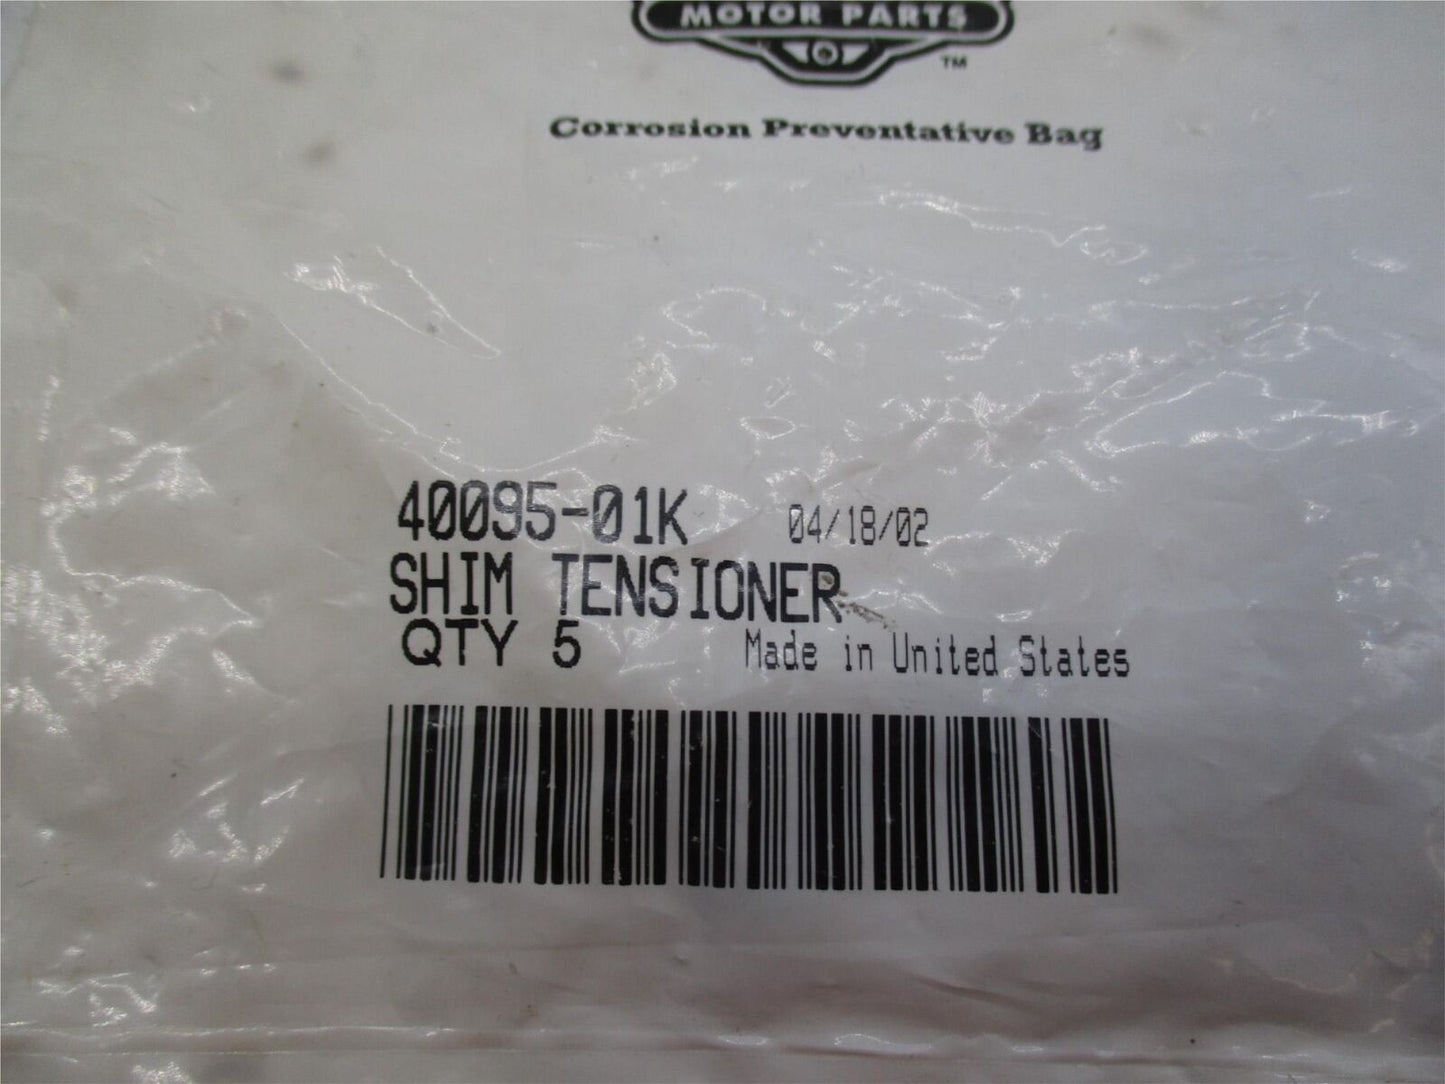 MOTOR PARTS
TM
Corrosion Preventative Bag
40095-01K 04/18/02
SHIM TENSIONER
QTY 5 Made in United States